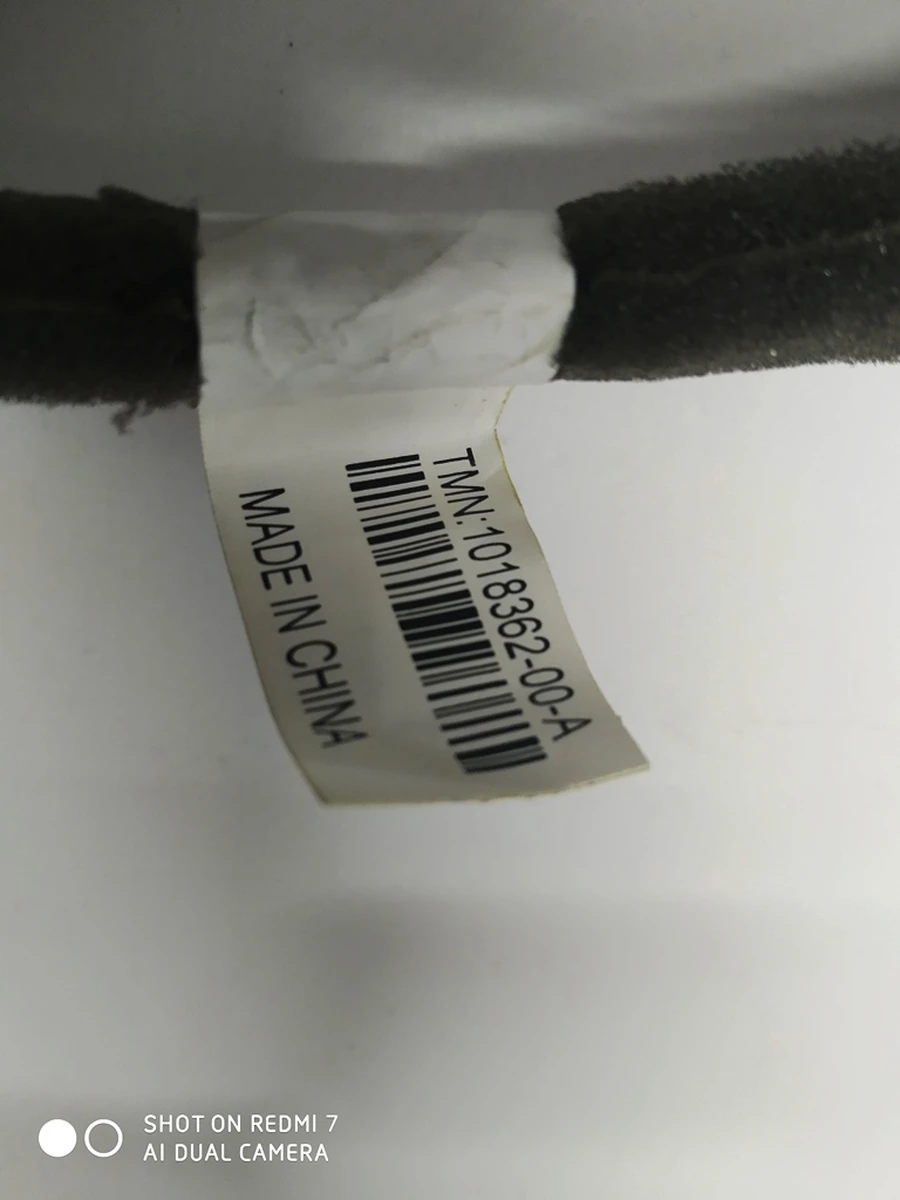 TMN:1018362-00-A
MADE IN CHINA
SHOT ON REDMI 7
AI DUAL CAMERA